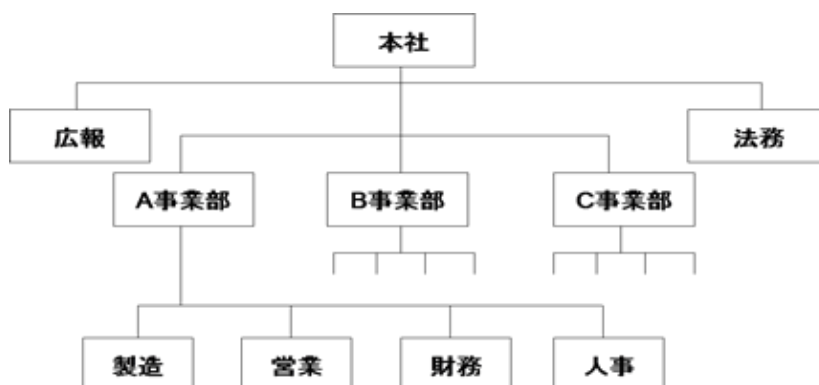 本社
広報
法務
A事業部
B事業部
C事業部
製造
営業
財務
人事